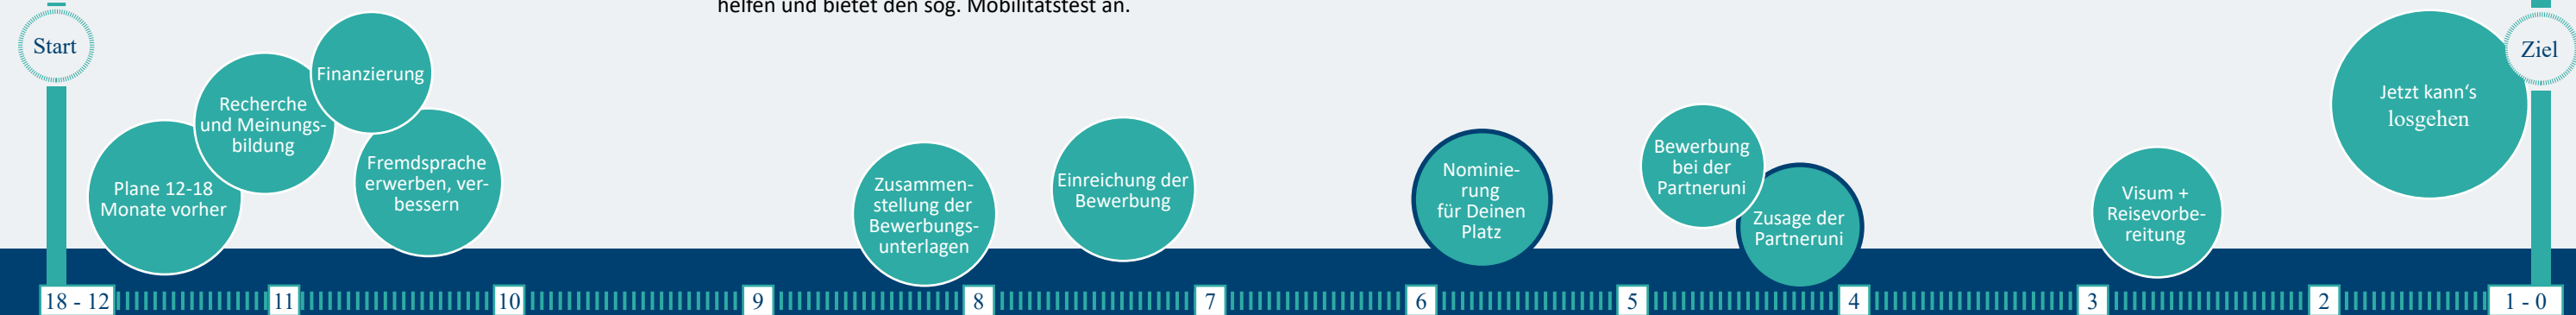 helfen und bietet den sog. Mobilitätstest an.
Start
Plane 12-18
Monate vorher
Recherche
und Meinungs-
bildung
Finanzierung
Fremdsprache
erwerben, ver-
bessern
Zusammen-
stellung der
Bewerbungs-
unterlagen
Einreichung der
Bewerbung
Nominie-
rung
für Deinen
Platz
Bewerbung
bei der
Partneruni
Zusage der
Partneruni
Visum +
Reisevorbe-
reitung
Jetzt kann‘s
losgehen
Ziel
18 - 12
11
10
9
8
7
6
5
4
3
2
1 - 0